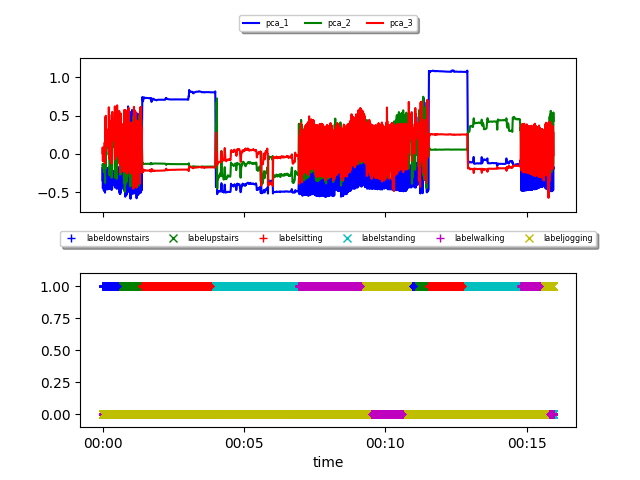 pca_1 pca_2 pca_3
1.0
0.5
0.0
−0.5
labeldownstairs labelupstairs labelsitting labelstanding labelwalking labeljogging
1.00
0.75
0.50
0.25
0.00
00:00 00:05 00:10 00:15
time